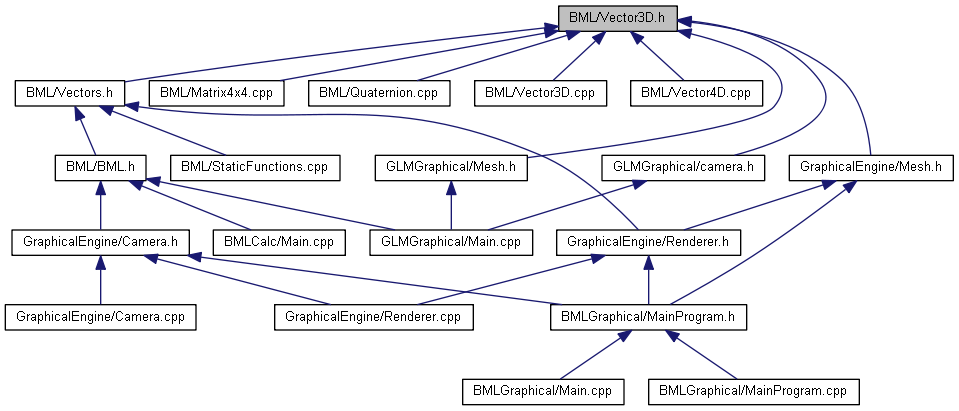 BML/Vector3D.h
BML/Vectors.h
BML/Matrix4x4.cpp
BML/Quaternion.cpp
BML/Vector3D.cpp
BML/Vector4D.cpp
BML/BML.h
BML/StaticFunctions.cpp
GLMGraphical/Mesh.h
GLMGraphical/camera.h
GraphicalEngine/Mesh.h
GraphicalEngine/Camera.h
BMLCalc/Main.cpp
GLMGraphical/Main.cpp
GraphicalEngine/Renderer.h
GraphicalEngine/Camera.cpp
GraphicalEngine/Renderer.cpp
BMLGraphical/MainProgram.h
BMLGraphical/Main.cpp
BMLGraphical/MainProgram.cpp